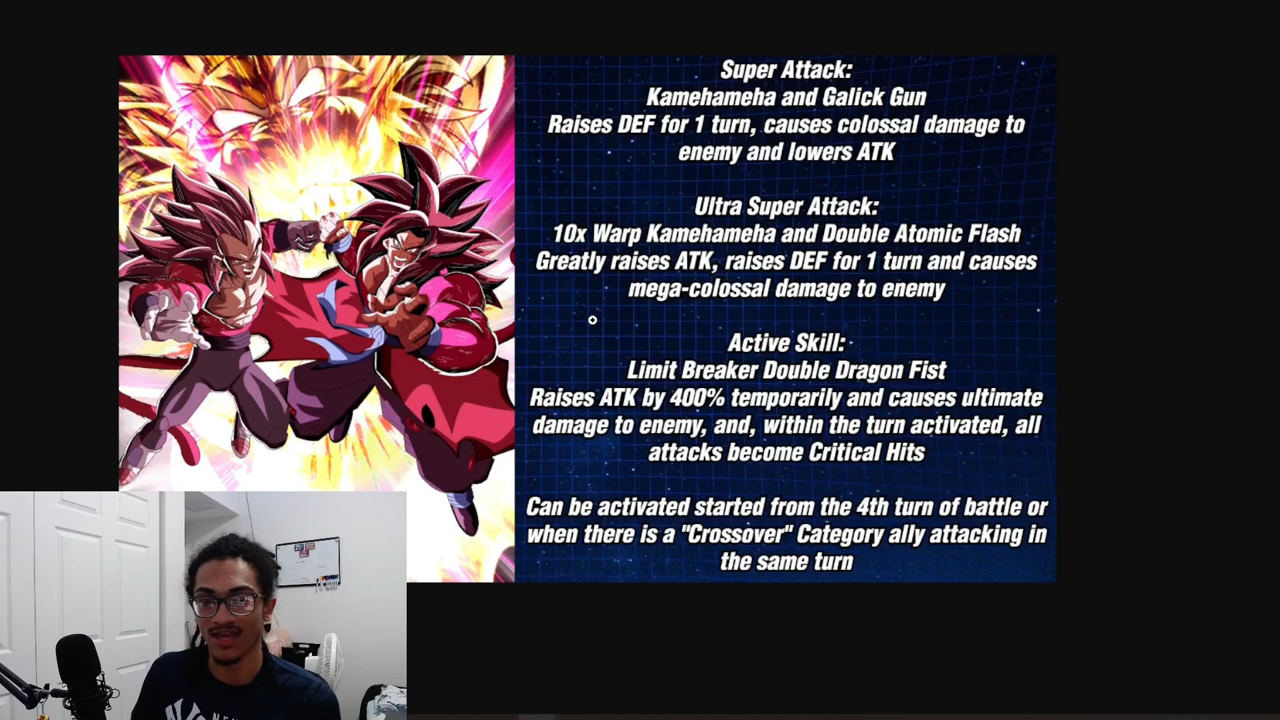 Super Attack:
Kamehameha and Galick Gun
Raises DEF for 1 turn, causes colossal damage to
enemy and lowers ATK
Ultra Super Attack:
10x Warp Kamehameha and Double Atomic Flash
Greatly raises ATK, raises DEF for 1 turn and causes
mega-colossal damage to enemy
Active Skill:
Limit Breaker Double Dragon Fist
Raises ATK by 400% temporarily and causes ultimate
damage to enemy, and, within the turn activated, all
attacks become Critical Hits
Can be activated started from the 4th turn of battle or
when there is a "Crossover" Category ally attacking in
the same turn